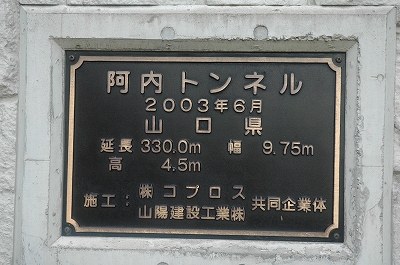 阿内トンネル
2003年6月
山口県
延長 330.0m 幅 9.75m
高 4.5m
施工: ㈱コプロス 共同企業体
山陽建設工業㈱